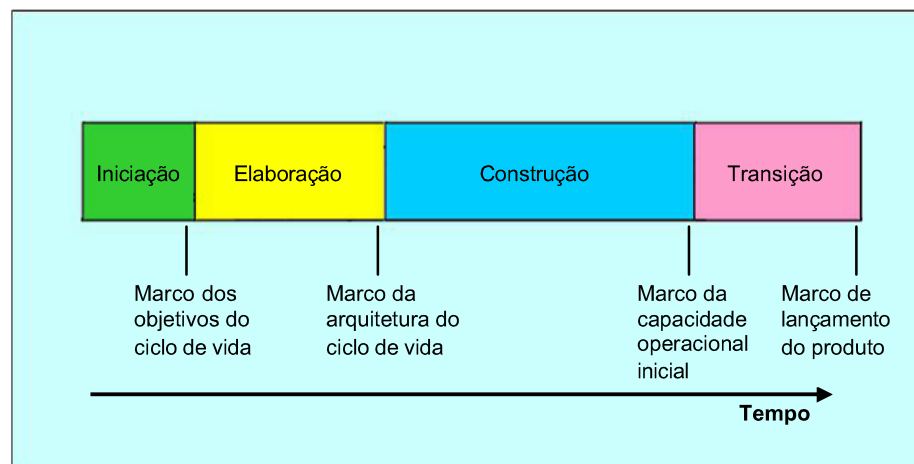 Iniciação
Elaboração
Construção
Transição
Marco dos
objetivos do
ciclo de vida
Marco da
arquitetura do
ciclo de vida
Marco da
capacidade
operacional
inicial
Marco de
lançamento
do produto
Tempo